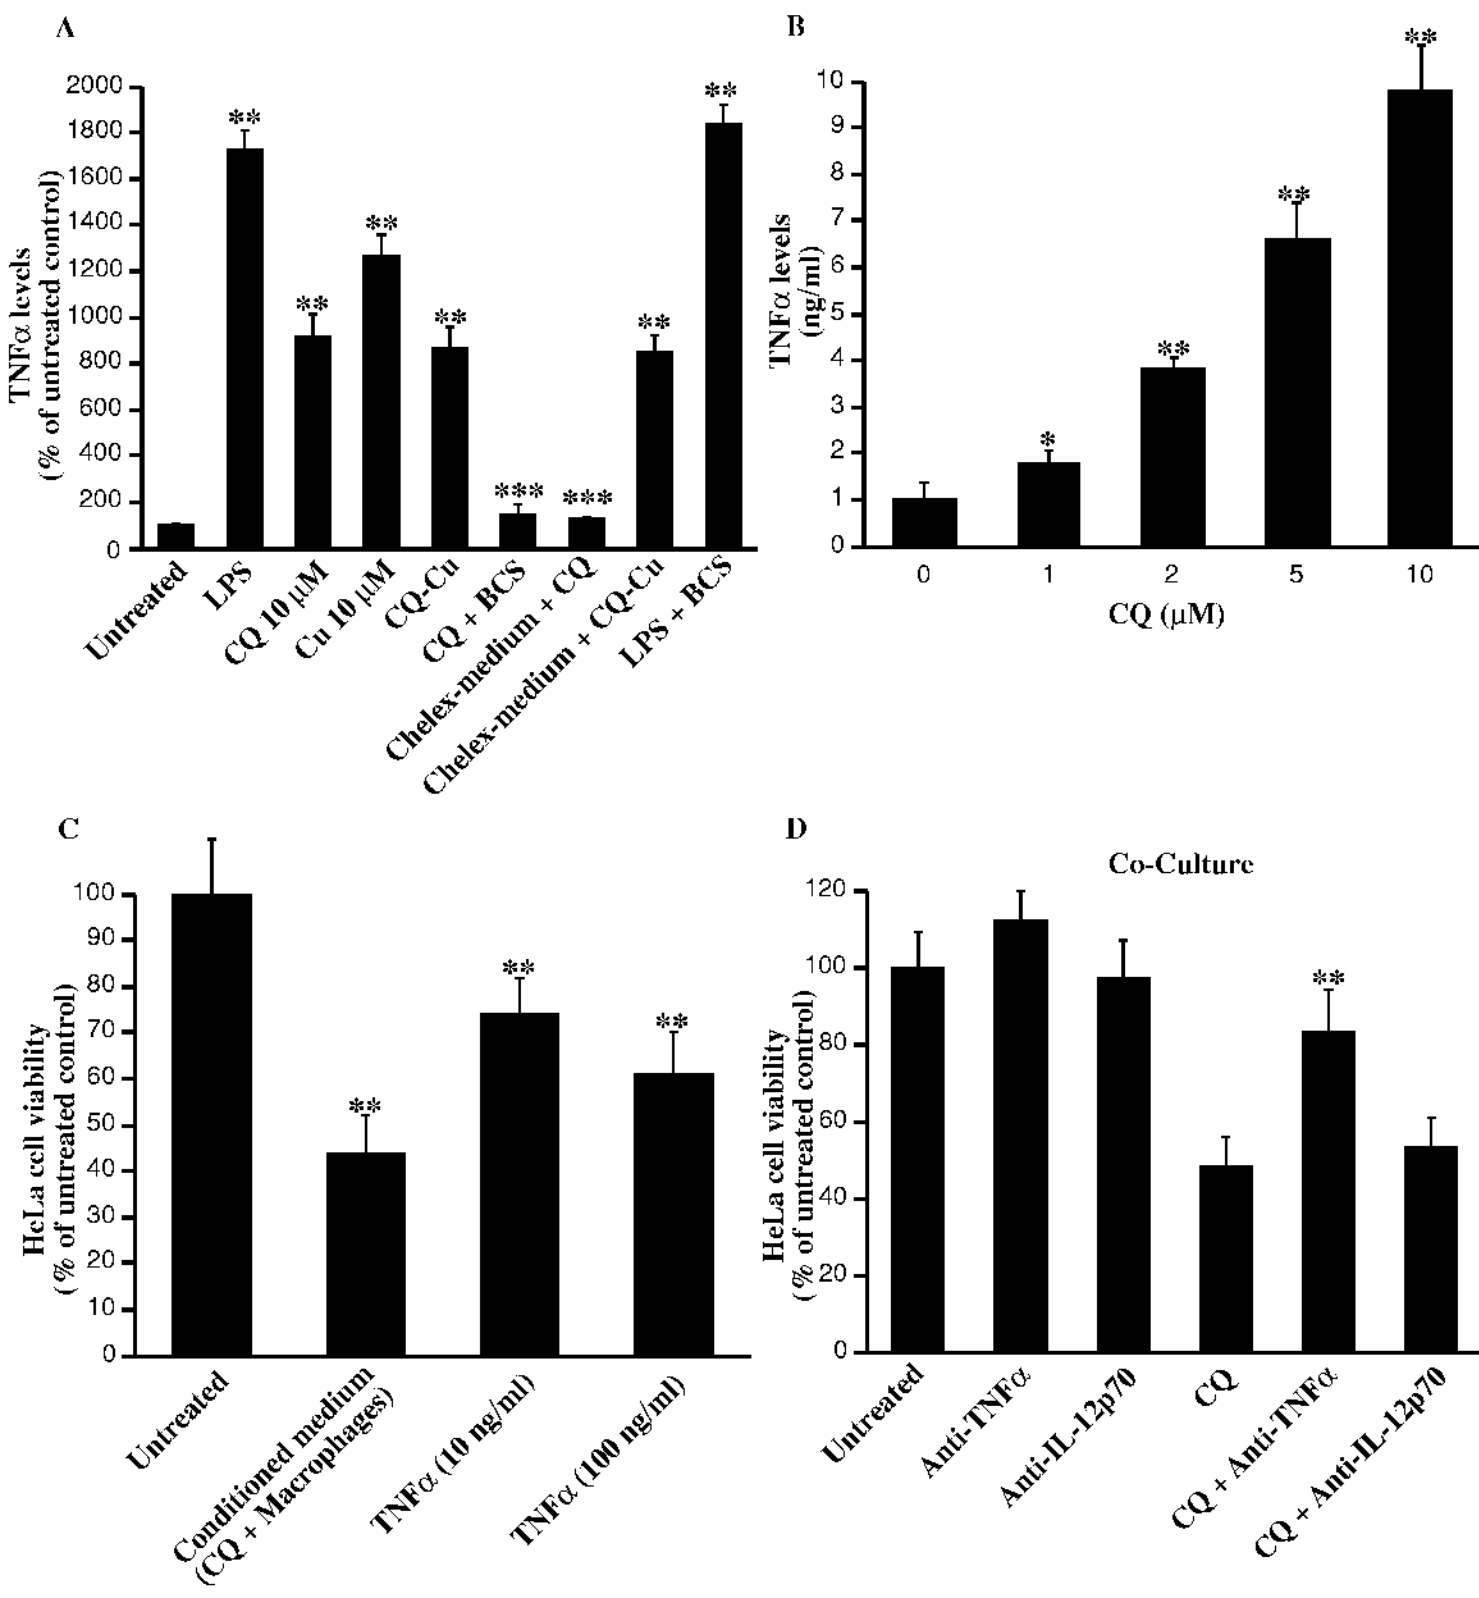 A
TNFα levels
(% of untreated control)
2000
1800
1600
1400
1200
1000
800
600
400
200
0
**
**
**
**
***
***
**
**
Untreated
LPS
CQ 10 μM
Cu 10 μM
CQ-Cu
CQ + BCS
Chelex-medium + CQ
Chelex-medium + CQ-Cu
LPS + BCS
B
TNFα levels
(ng/ml)
10
9
8
7
6
5
4
3
2
1
0
*
**
**
**
0 1 2 5 10
CQ (μM)
C
HeLa cell viability
(% of untreated control)
100
90
80
70
60
50
40
30
20
10
0
**
**
**
Untreated
Conditioned medium
(CQ + Macrophages)
TNFα (10 ng/ml)
TNFα (100 ng/ml)
D
Co-Culture
HeLa cell viability
(% of untreated control)
120
100
80
60
40
20
0
**
Untreated
Anti-TNFα
Anti-IL-12p70
CQ
CQ + Anti-TNFα
CQ + Anti-IL-12p70